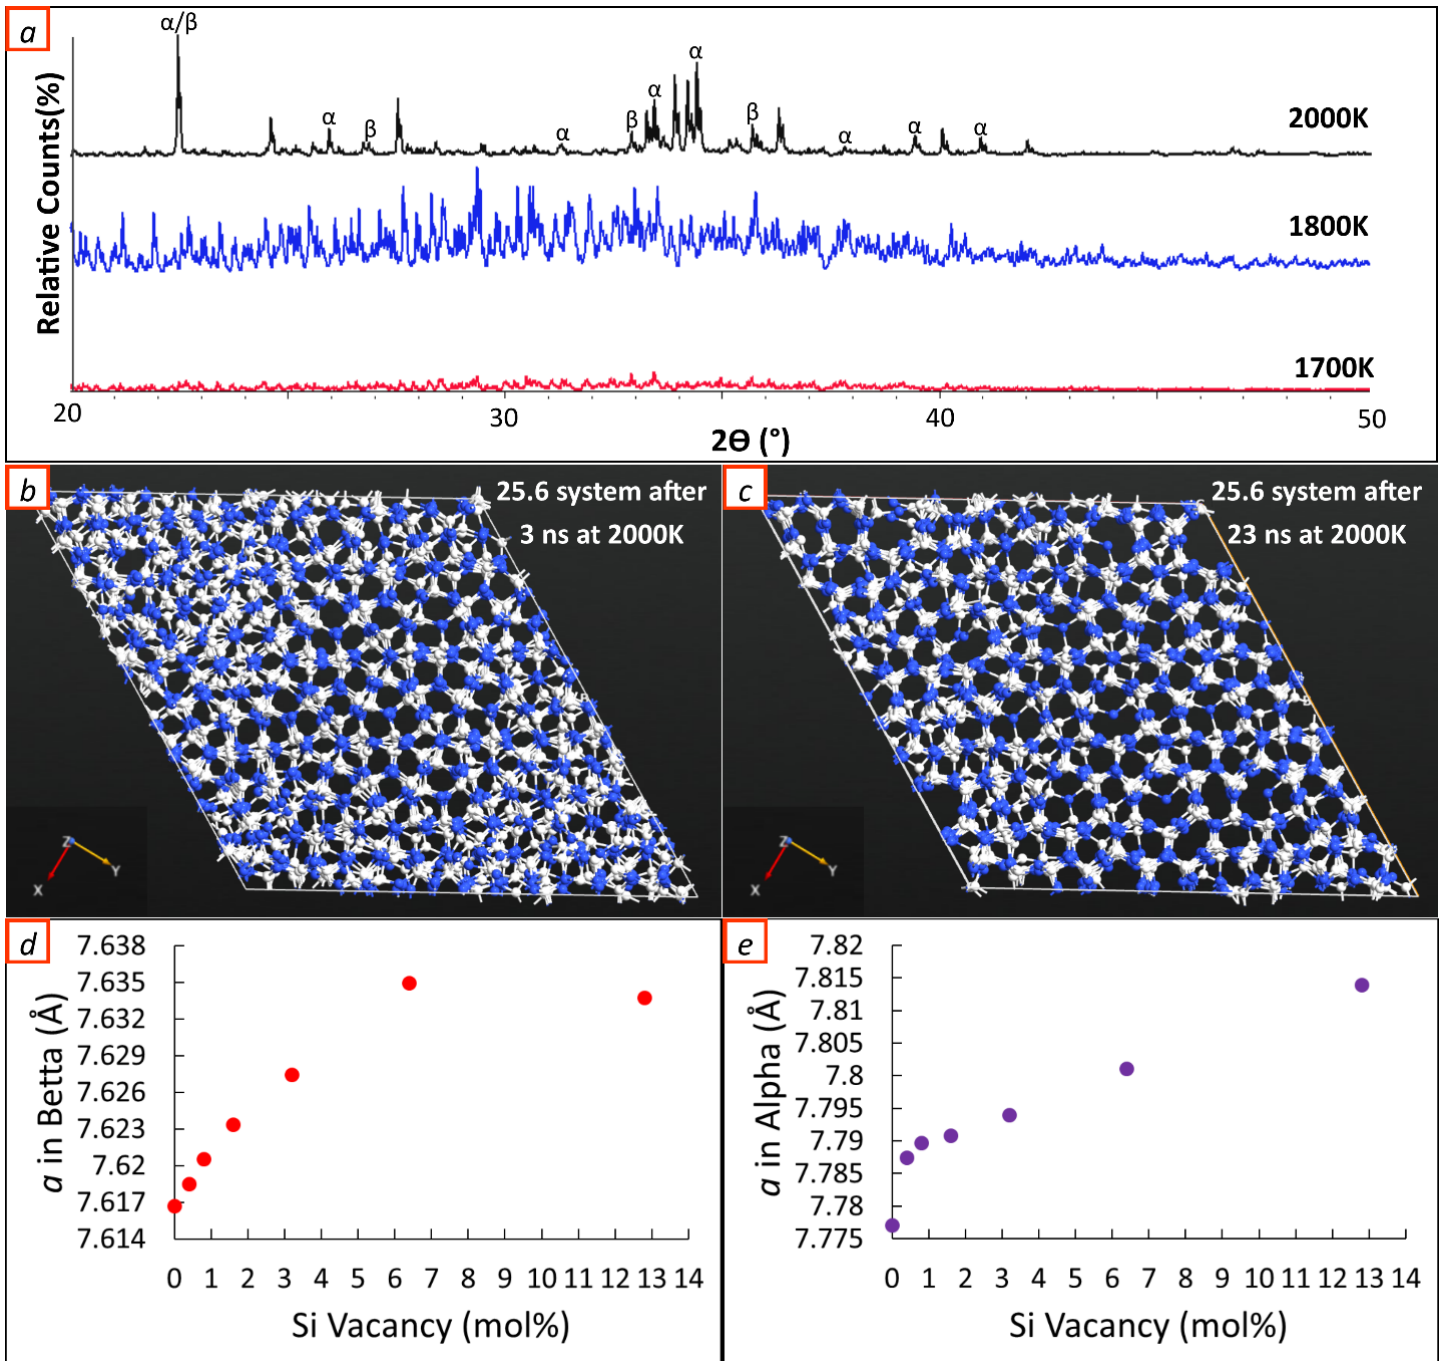 a
α/β
α
β
α
β
α
α
β
α
α
α
2000K
1800K
1700K
Relative Counts(%)
20
30
40
50
2Θ (°)
b
25.6 system after
3 ns at 2000K
Z
Y
X
c
25.6 system after
23 ns at 2000K
Z
Y
X
d
7.638
7.635
7.632
7.629
7.626
7.623
7.62
7.617
7.614
a in Betta (Å)
0 1 2 3 4 5 6 7 8 9 10 11 12 13 14
Si Vacancy (mol%)
e
7.82
7.815
7.81
7.805
7.8
7.795
7.79
7.785
7.78
7.775
a in Alpha (Å)
0 1 2 3 4 5 6 7 8 9 10 11 12 13 14
Si Vacancy (mol%)